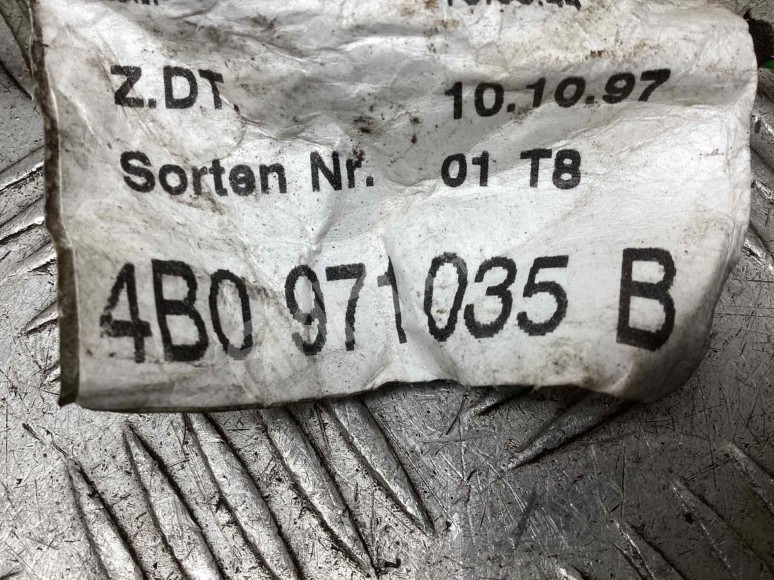 Z.DT. 10.10.97
Sorten Nr. 01 T8
4B0 971 035 B